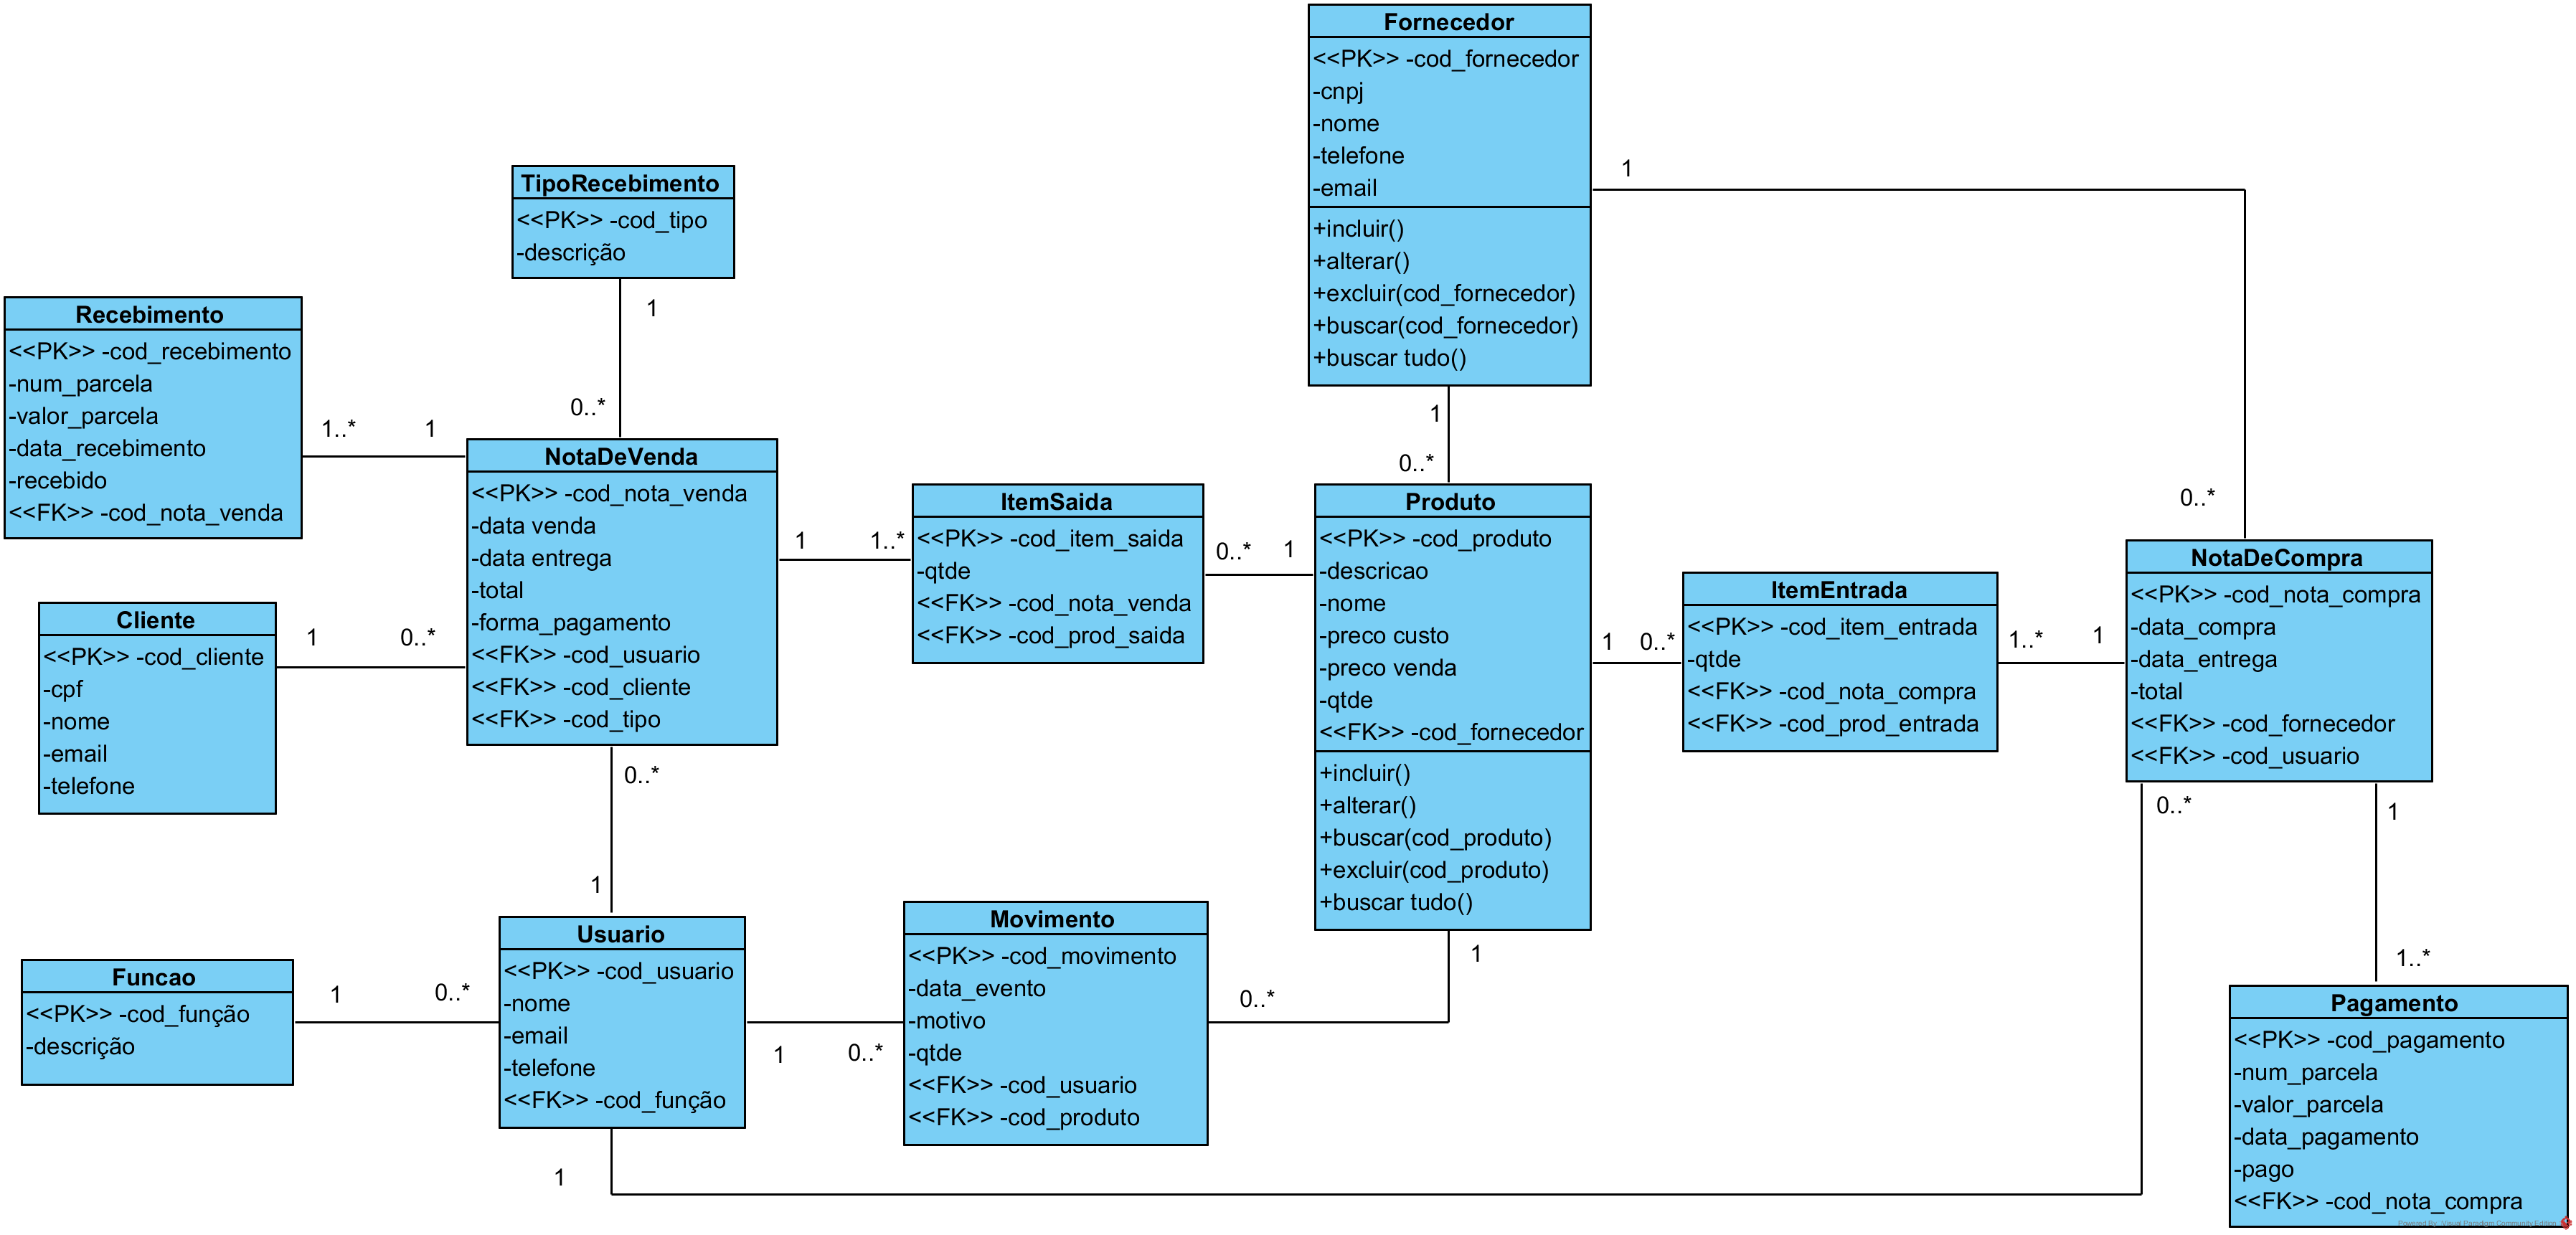 Fornecedor
<<PK>> -cod_fornecedor
-cnpj
-nome
-telefone
-email
+incluir()
+alterar()
+excluir(cod_fornecedor)
+buscar(cod_fornecedor)
+buscar tudo()
1
1
0..*
0..*
TipoRecebimento
<<PK>> -cod_tipo
-descrição
1
0..*
Recebimento
<<PK>> -cod_recebimento
-num_parcela
-valor_parcela
-data_recebimento
-recebido
<<FK>> -cod_nota_venda
1..*
1
NotaDeVenda
<<PK>> -cod_nota_venda
-data venda
-data entrega
-total
-forma_pagamento
<<FK>> -cod_usuario
<<FK>> -cod_cliente
<<FK>> -cod_tipo
1
1..*
ItemSaida
<<PK>> -cod_item_saida
-qtde
<<FK>> -cod_nota_venda
<<FK>> -cod_prod_saida
0..*
1
Produto
<<PK>> -cod_produto
-descricao
-nome
-preco custo
-preco venda
-qtde
<<FK>> -cod_fornecedor
+incluir()
+alterar()
+buscar(cod_produto)
+excluir(cod_produto)
+buscar tudo()
1
0..*
ItemEntrada
<<PK>> -cod_item_entrada
-qtde
<<FK>> -cod_nota_compra
<<FK>> -cod_prod_entrada
1..*
1
NotaDeCompra
<<PK>> -cod_nota_compra
-data_compra
-data_entrega
-total
<<FK>> -cod_fornecedor
<<FK>> -cod_usuario
0..*
1
Cliente
<<PK>> -cod_cliente
-cpf
-nome
-email
-telefone
1
0..*
0..*
1
Funcao
<<PK>> -cod_função
-descrição
1
0..*
Usuario
<<PK>> -cod_usuario
-nome
-email
-telefone
<<FK>> -cod_função
1
0..*
1
Movimento
<<PK>> -cod_movimento
-data_evento
-motivo
-qtde
<<FK>> -cod_usuario
<<FK>> -cod_produto
0..*
1
1..*
Pagamento
<<PK>> -cod_pagamento
-num_parcela
-valor_parcela
-data_pagamento
-pago
<<FK>> -cod_nota_compra
Powered By: Visual Paradigm Community Edition